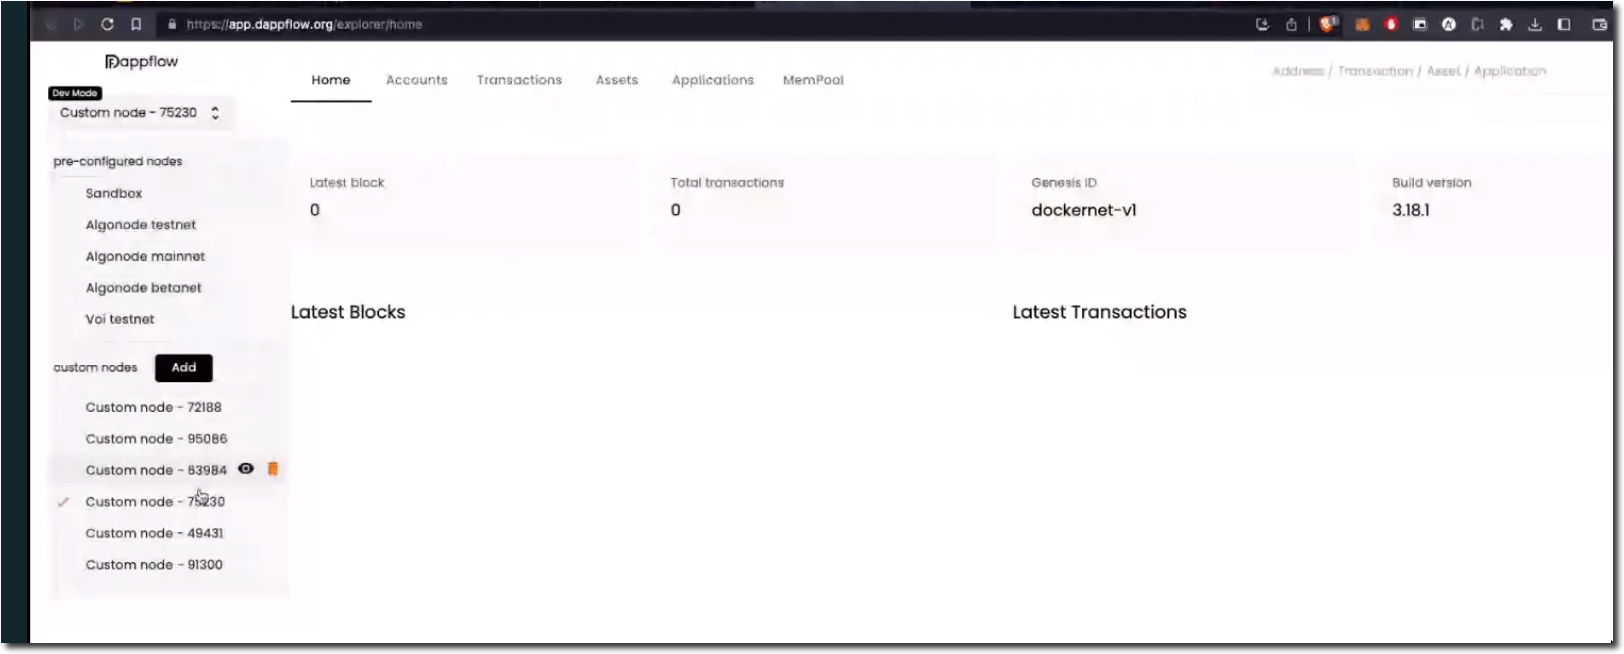 https://app.dappflow.org/explorer/home
Dappflow
Home Accounts Transactions Assets Applications MemPool
Address / Transaction / Asset / Application
Dev Mode
Custom node - 75230
pre-configured nodes
Sandbox
Algonode testnet
Algonode mainnet
Algonode betanet
Voi testnet
custom nodes Add
Custom node - 72188
Custom node - 95086
Custom node - 63984
Custom node - 75230
Custom node - 49431
Custom node - 91300
Latest block
0
Total transactions
0
Genesis ID
dockernet-v1
Build version
3.18.1
Latest Blocks
Latest Transactions